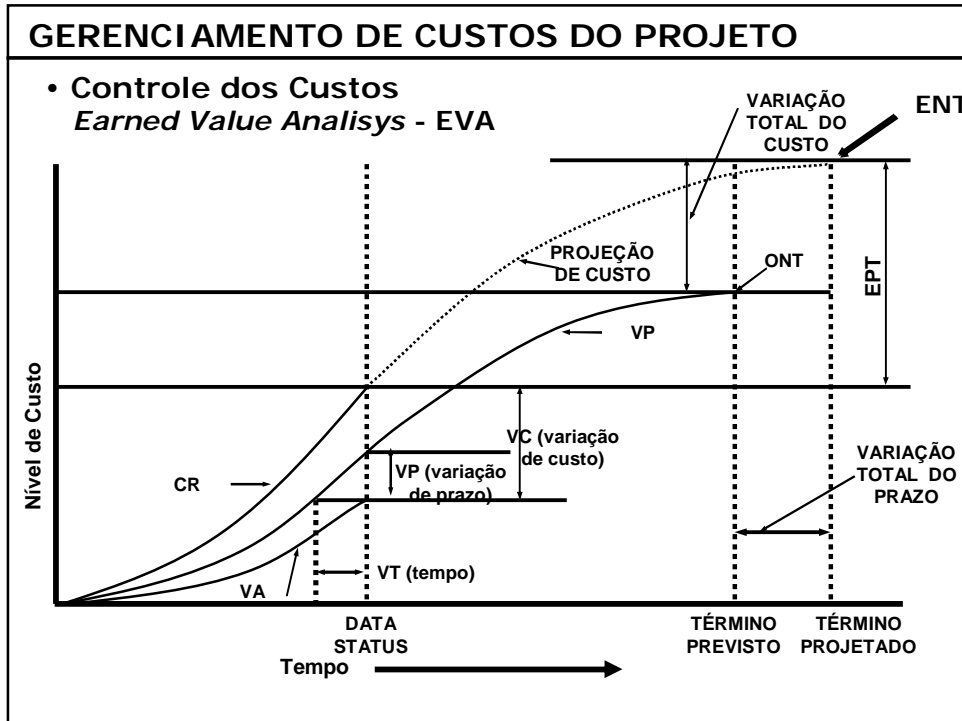 GERENCIAMENTO DE CUSTOS DO PROJETO
• Controle dos Custos
Earned Value Analisys - EVA
VARIAÇÃO
TOTAL DO
CUSTO
ENT
PROJEÇÃO
DE CUSTO
ONT
EPT
VP
Nível de Custo
CR
VC (variação
de custo)
VP (variação
de prazo)
VARIAÇÃO
TOTAL DO
PRAZO
VA
VT (tempo)
DATA
STATUS
TÉRMINO
PREVISTO
TÉRMINO
PROJETADO
Tempo